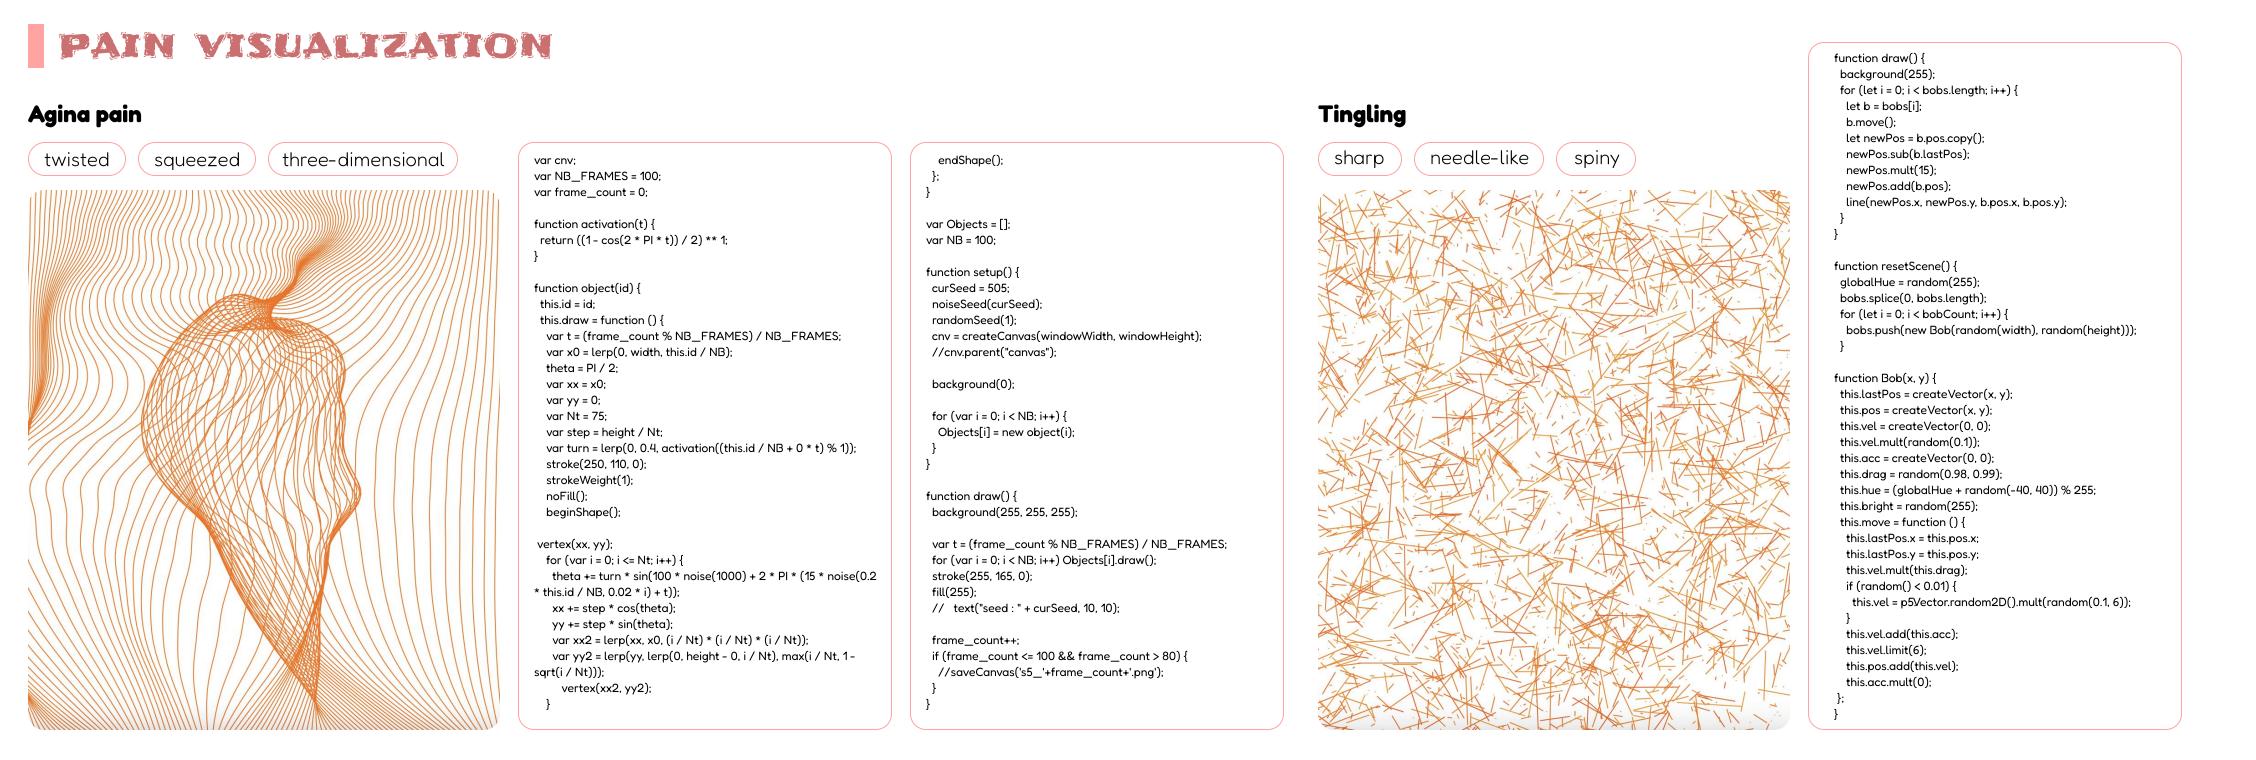 PAIN VISUALIZATION
Agina pain
twisted
squeezed
three-dimensional
var cnv;
var NB_FRAMES = 100;
var frame_count = 0;
function activation(t) {
return ((1 - cos(2 * PI * t)) / 2) ** 1;
}
function object(id) {
this.id = id;
this.draw = function () {
var t = (frame_count % NB_FRAMES) / NB_FRAMES;
var x0 = lerp(0, width, this.id / NB);
theta = PI / 2;
var xx = x0;
var yy = 0;
var Nt = 75;
var step = height / Nt;
var turn = lerp(0, 0.4, activation((this.id / NB + 0 * t) % 1));
stroke(250, 110, 0);
strokeWeight(1);
noFill();
beginShape();
vertex(xx, yy);
for (var i = 0; i <= Nt; i++) {
theta += turn * sin(100 * noise(1000) + 2 * PI * (15 * noise(0.2
* this.id / NB, 0.02 * i) + t));
xx += step * cos(theta);
yy += step * sin(theta);
var xx2 = lerp(xx, x0, (i / Nt) * (i / Nt) * (i / Nt));
var yy2 = lerp(yy, lerp(0, height - 0, i / Nt), max(i / Nt, 1 -
sqrt(i / Nt)));
vertex(xx2, yy2);
}
endShape();
};
}
var Objects = [];
var NB = 100;
function setup() {
curSeed = 505;
noiseSeed(curSeed);
randomSeed(1);
cnv = createCanvas(windowWidth, windowHeight);
//cnv.parent("canvas");
background(0);
for (var i = 0; i < NB; i++) {
Objects[i] = new object(i);
}
}
function draw() {
background(255, 255, 255);
var t = (frame_count % NB_FRAMES) / NB_FRAMES;
for (var i = 0; i < NB; i++) Objects[i].draw();
stroke(255, 165, 0);
fill(255);
// text("seed : " + curSeed, 10, 10);
frame_count++;
if (frame_count <= 100 && frame_count > 80) {
//saveCanvas('s5_'+frame_count+'.png');
}
}
Tingling
sharp
needle-like
spiny
function draw() {
background(255);
for (let i = 0; i < bobs.length; i++) {
let b = bobs[i];
b.move();
let newPos = b.pos.copy();
newPos.sub(b.lastPos);
newPos.mult(15);
newPos.add(b.pos);
line(newPos.x, newPos.y, b.pos.x, b.pos.y);
}
}
function resetScene() {
globalHue = random(255);
bobs.splice(0, bobs.length);
for (let i = 0; i < bobCount; i++) {
bobs.push(new Bob(random(width), random(height)));
}
function Bob(x, y) {
this.lastPos = createVector(x, y);
this.pos = createVector(x, y);
this.vel = createVector(0, 0);
this.vel.mult(random(0.1));
this.acc = createVector(0, 0);
this.drag = random(0.98, 0.99);
this.hue = (globalHue + random(-40, 40)) % 255;
this.bright = random(255);
this.move = function () {
this.lastPos.x = this.pos.x;
this.lastPos.y = this.pos.y;
this.vel.mult(this.drag);
if (random() < 0.01) {
this.vel = p5Vector.random2D().mult(random(0.1, 6));
}
this.vel.add(this.acc);
this.vel.limit(6);
this.pos.add(this.vel);
this.acc.mult(0);
};
}